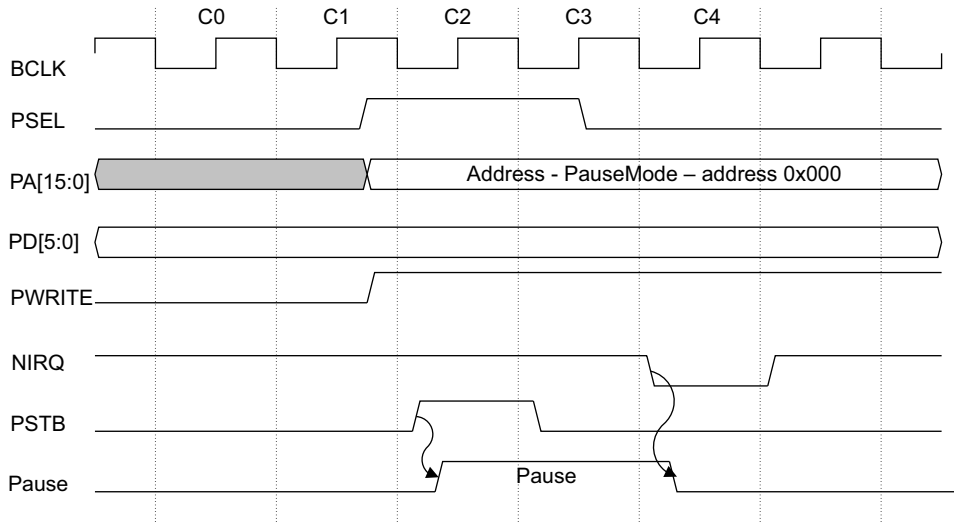 C0 C1 C2 C3 C4
BCLK
PSEL
PA[15:0] Address - PauseMode – address 0x000
PD[5:0]
PWRITE
NIRQ
PSTB
Pause Pause